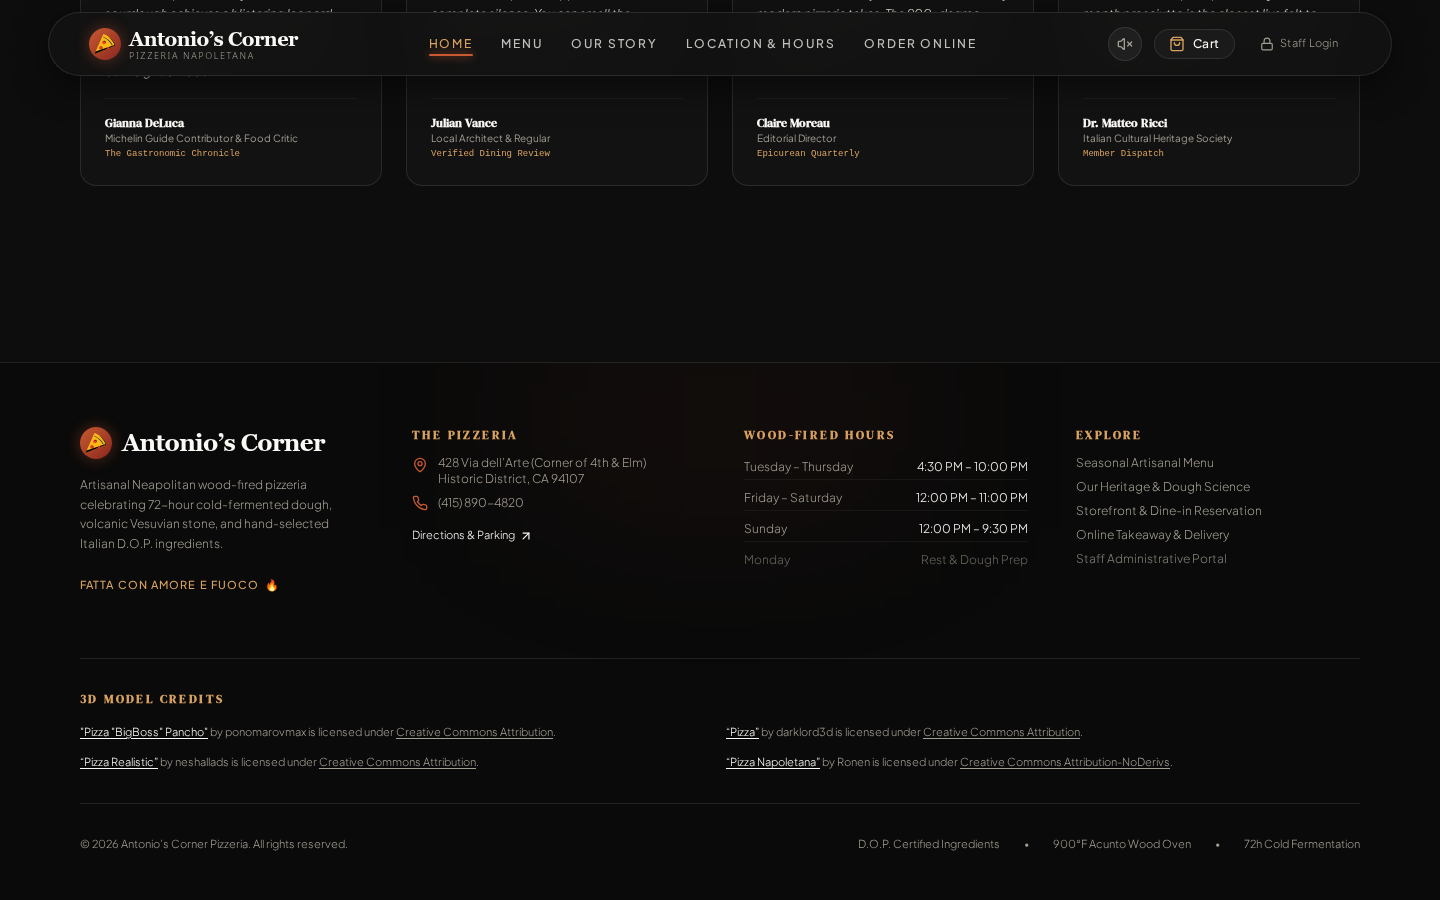 Antonio's Corner
PIZZERIA NAPOLETANA
HOME
MENU
OUR STORY
LOCATION & HOURS
ORDER ONLINE
Cart
Staff Login
Gianna DeLuca
Michelin Guide Contributor & Food Critic
The Gastronomic Chronicle
Julian Vance
Local Architect & Regular
Verified Dining Review
Claire Moreau
Editorial Director
Epicurean Quarterly
Dr. Matteo Ricci
Italian Cultural Heritage Society
Member Dispatch
Antonio's Corner
Artisanal Neapolitan wood-fired pizzeria
celebrating 72-hour cold-fermented dough,
volcanic Vesuvian stone, and hand-selected
Italian D.O.P. ingredients.
FATTA CON AMORE E FUOCO 🔥
THE PIZZERIA
428 Via dell'Arte (Corner of 4th & Elm)
Historic District, CA 94107
(415) 890-4820
Directions & Parking
WOOD-FIRED HOURS
Tuesday – Thursday 4:30 PM – 10:00 PM
Friday – Saturday 12:00 PM – 11:00 PM
Sunday 12:00 PM – 9:30 PM
Monday Rest & Dough Prep
EXPLORE
Seasonal Artisanal Menu
Our Heritage & Dough Science
Storefront & Dine-in Reservation
Online Takeaway & Delivery
Staff Administrative Portal
3D MODEL CREDITS
"Pizza "BigBoss" Pancho" by ponomarovmax is licensed under Creative Commons Attribution.
"Pizza" by darklord3d is licensed under Creative Commons Attribution.
"Pizza Realistic" by neshallads is licensed under Creative Commons Attribution.
"Pizza Napoletana" by Ronen is licensed under Creative Commons Attribution-NoDerivs.
© 2026 Antonio's Corner Pizzeria. All rights reserved.
D.O.P. Certified Ingredients • 900°F Acunto Wood Oven • 72h Cold Fermentation